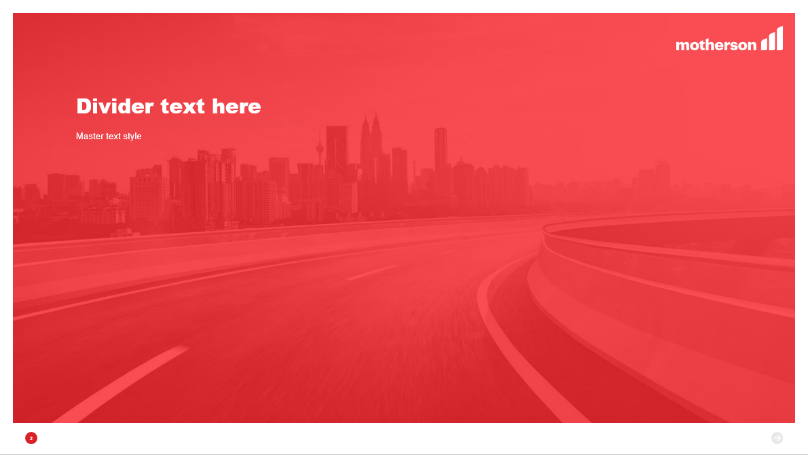 motherson
Divider text here
Master text style